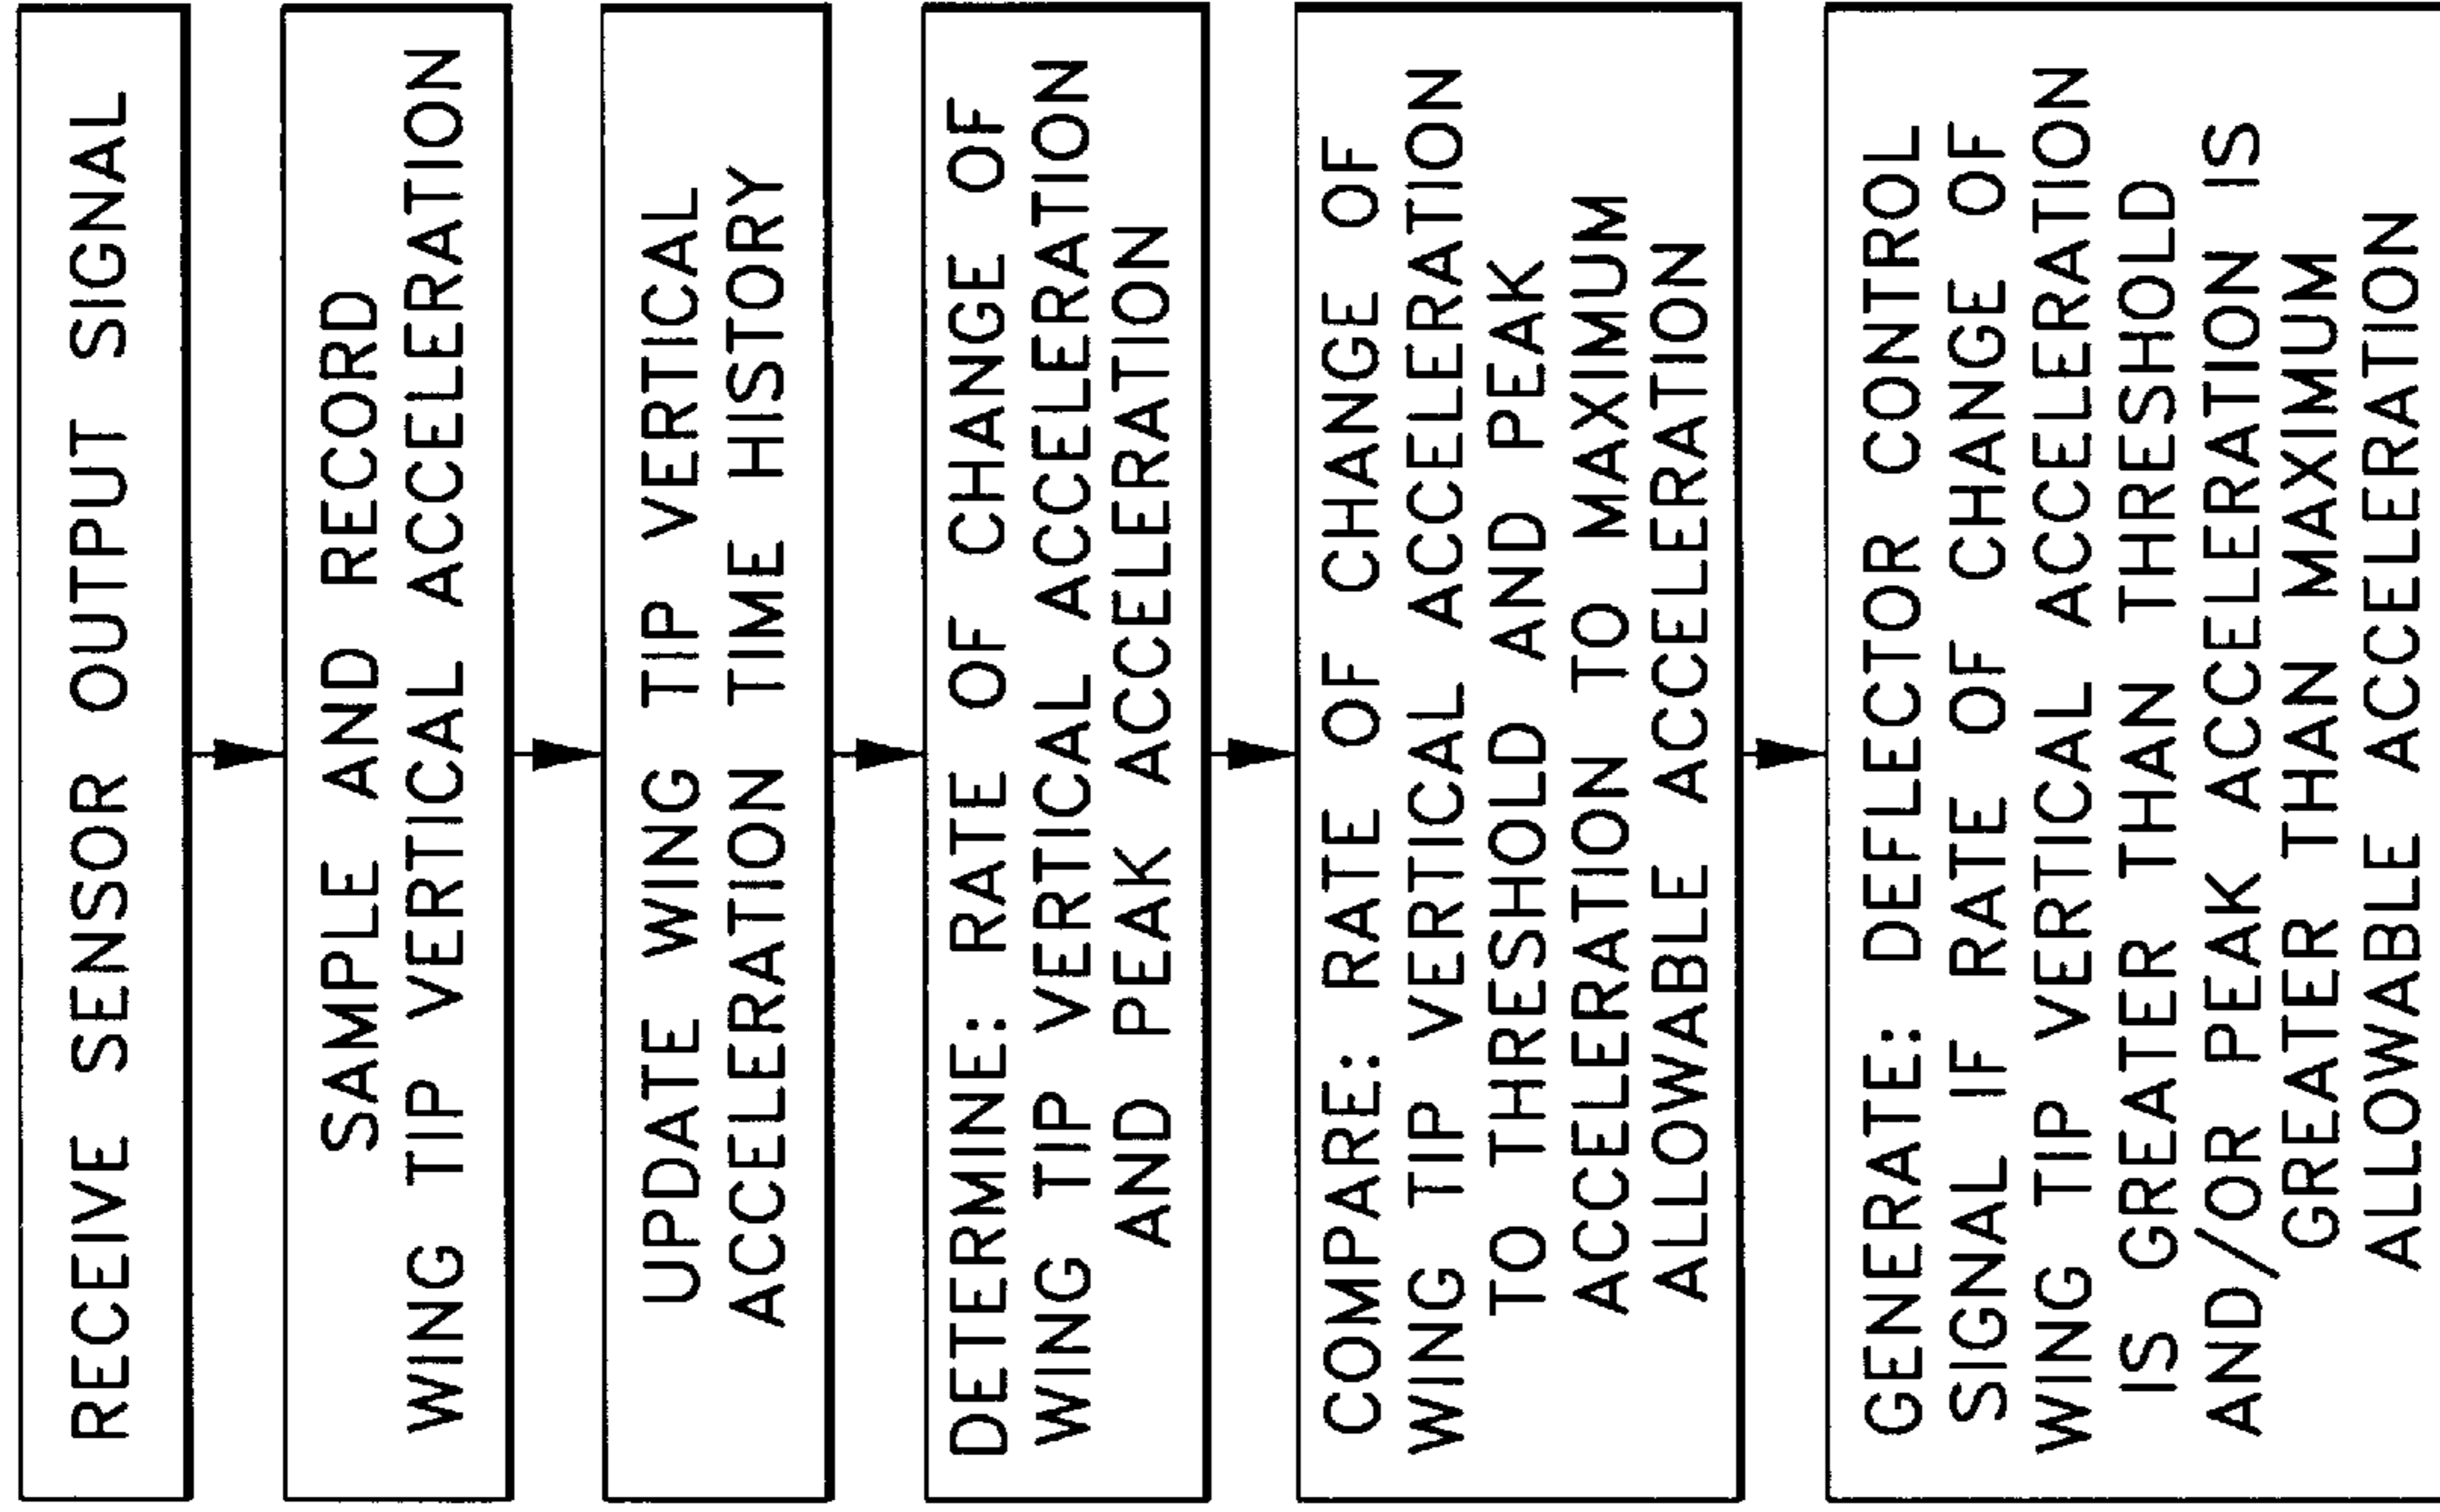 RECEIVE SENSOR OUTPUT SIGNAL
SAMPLE AND RECORD
WING TIP VERTICAL ACCELERATION
UPDATE WING TIP VERTICAL
ACCELERATION TIME HISTORY
DETERMINE: RATE OF CHANGE OF
WING TIP VERTICAL ACCELERATION
AND PEAK ACCELERATION
COMPARE: RATE OF CHANGE OF
WING TIP VERTICAL ACCELERATION
TO THRESHOLD AND PEAK
ACCELERATION TO MAXIMUM
ALLOWABLE ACCELERATION
GENERATE: DEFLECTOR CONTROL
SIGNAL IF RATE OF CHANGE OF
WING TIP VERTICAL ACCELERATION
IS GREATER THAN THRESHOLD
AND/OR PEAK ACCELERATION IS
GREATER THAN MAXIMUM
ALLOWABLE ACCELERATION